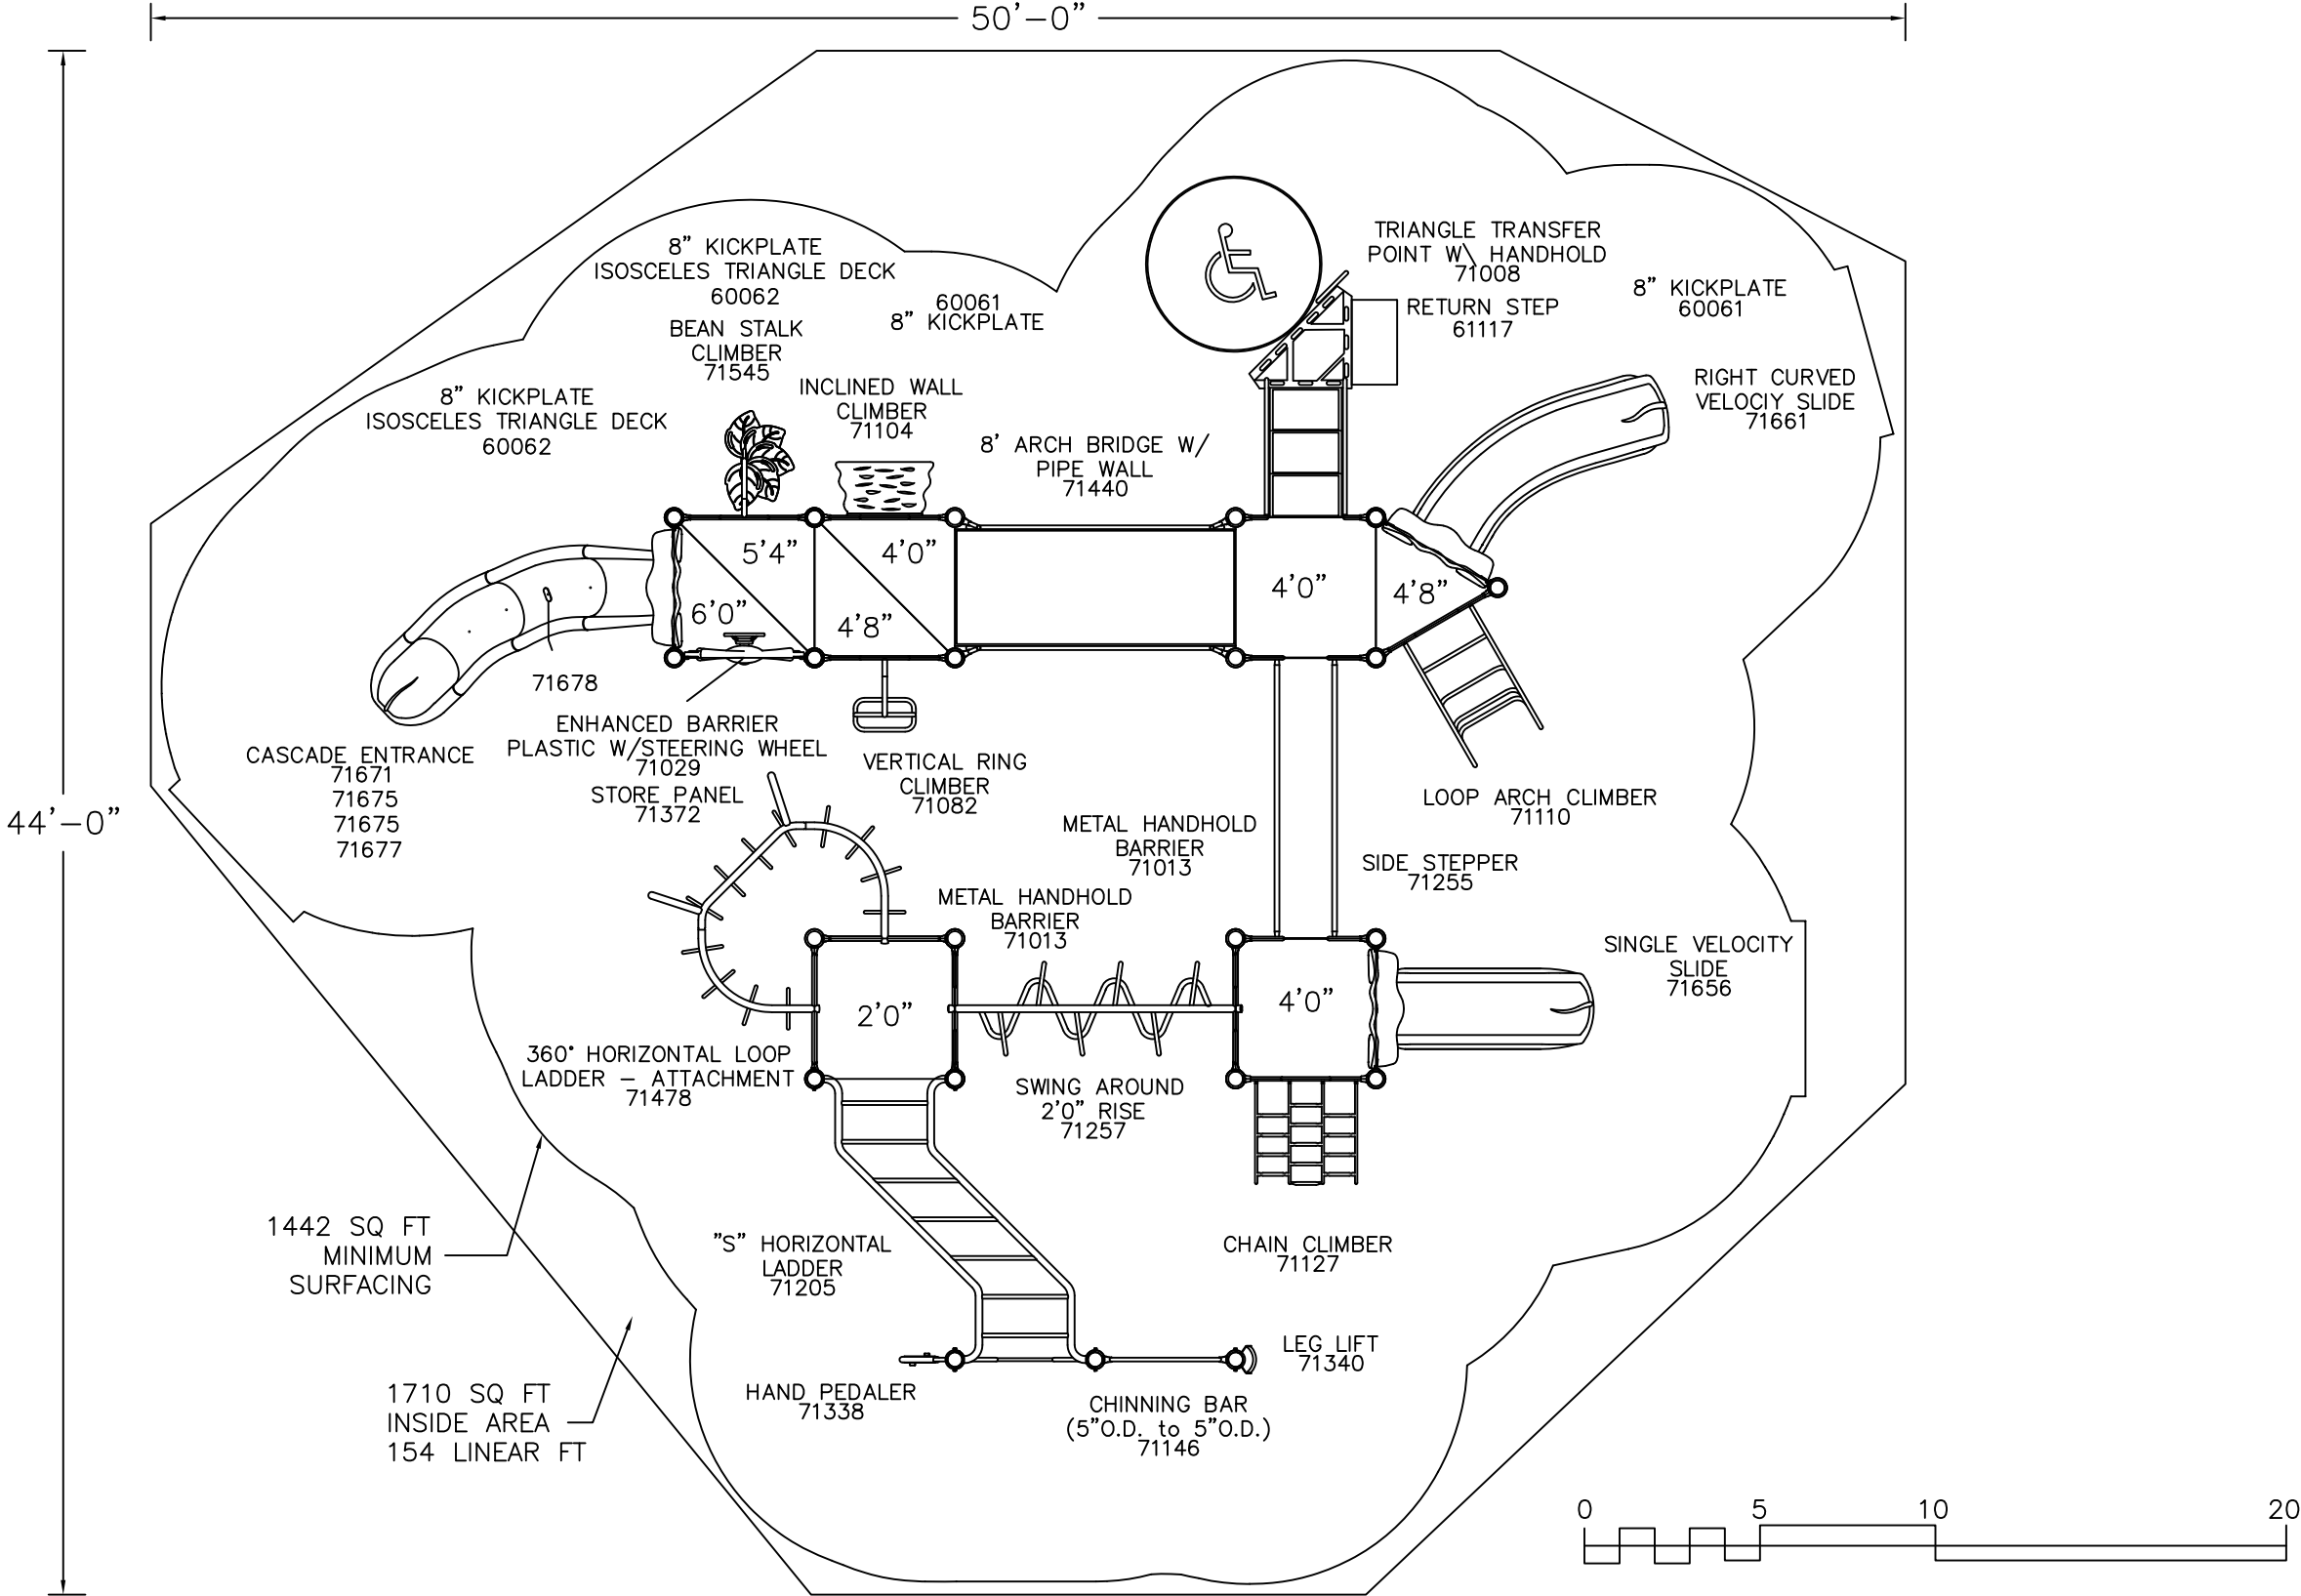 50'-0"
44'-0"
8" KICKPLATE
ISOSCELES TRIANGLE DECK
60062
60061
8" KICKPLATE
TRIANGLE TRANSFER
POINT W\ HANDHOLD
71008
RETURN STEP
61117
8" KICKPLATE
60061
BEAN STALK
CLIMBER
71545
INCLINED WALL
CLIMBER
71104
8" KICKPLATE
ISOSCELES TRIANGLE DECK
60062
8' ARCH BRIDGE W/
PIPE WALL
71440
RIGHT CURVED
VELOCIY SLIDE
71661
5'4"
4'0"
6'0"
4'8"
4'0"
4'8"
71678
ENHANCED BARRIER
PLASTIC W/STEERING WHEEL
71029
STORE PANEL
71372
CASCADE ENTRANCE
71671
71675
71675
71677
VERTICAL RING
CLIMBER
71082
METAL HANDHOLD
BARRIER
71013
LOOP ARCH CLIMBER
71110
SIDE STEPPER
71255
METAL HANDHOLD
BARRIER
71013
SINGLE VELOCITY
SLIDE
71656
2'0"
4'0"
360° HORIZONTAL LOOP
LADDER - ATTACHMENT
71478
SWING AROUND
2'0" RISE
71257
1442 SQ FT
MINIMUM
SURFACING
"S" HORIZONTAL
LADDER
71205
CHAIN CLIMBER
71127
LEG LIFT
71340
1710 SQ FT
INSIDE AREA
154 LINEAR FT
HAND PEDALER
71338
CHINNING BAR
(5"O.D. to 5"O.D.)
71146
0 5 10 20